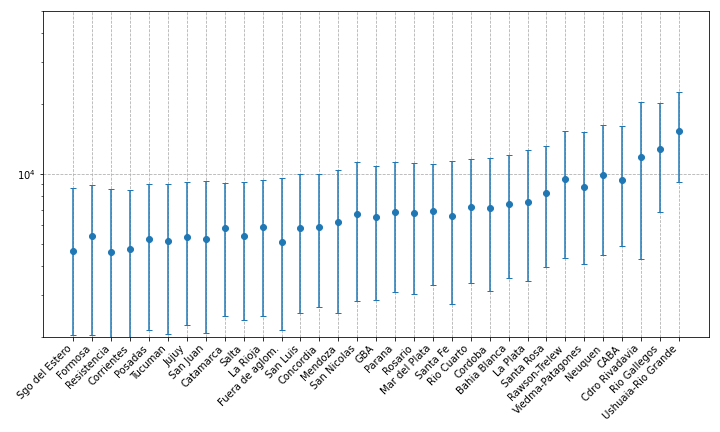 10⁴
Sgo del Estero
Formosa
Resistencia
Corrientes
Posadas
Tucuman
Jujuy
San Juan
Catamarca
Salta
La Rioja
Fuera de aglom.
San Luis
Concordia
Mendoza
San Nicolas
GBA
Parana
Rosario
Mar del Plata
Santa Fe
Rio Cuarto
Cordoba
Bahia Blanca
La Plata
Santa Rosa
Rawson-Trelew
Viedma-Patagones
Neuquen
CABA
Cdro Rivadavia
Rio Gallegos
Ushuaia-Rio Grande